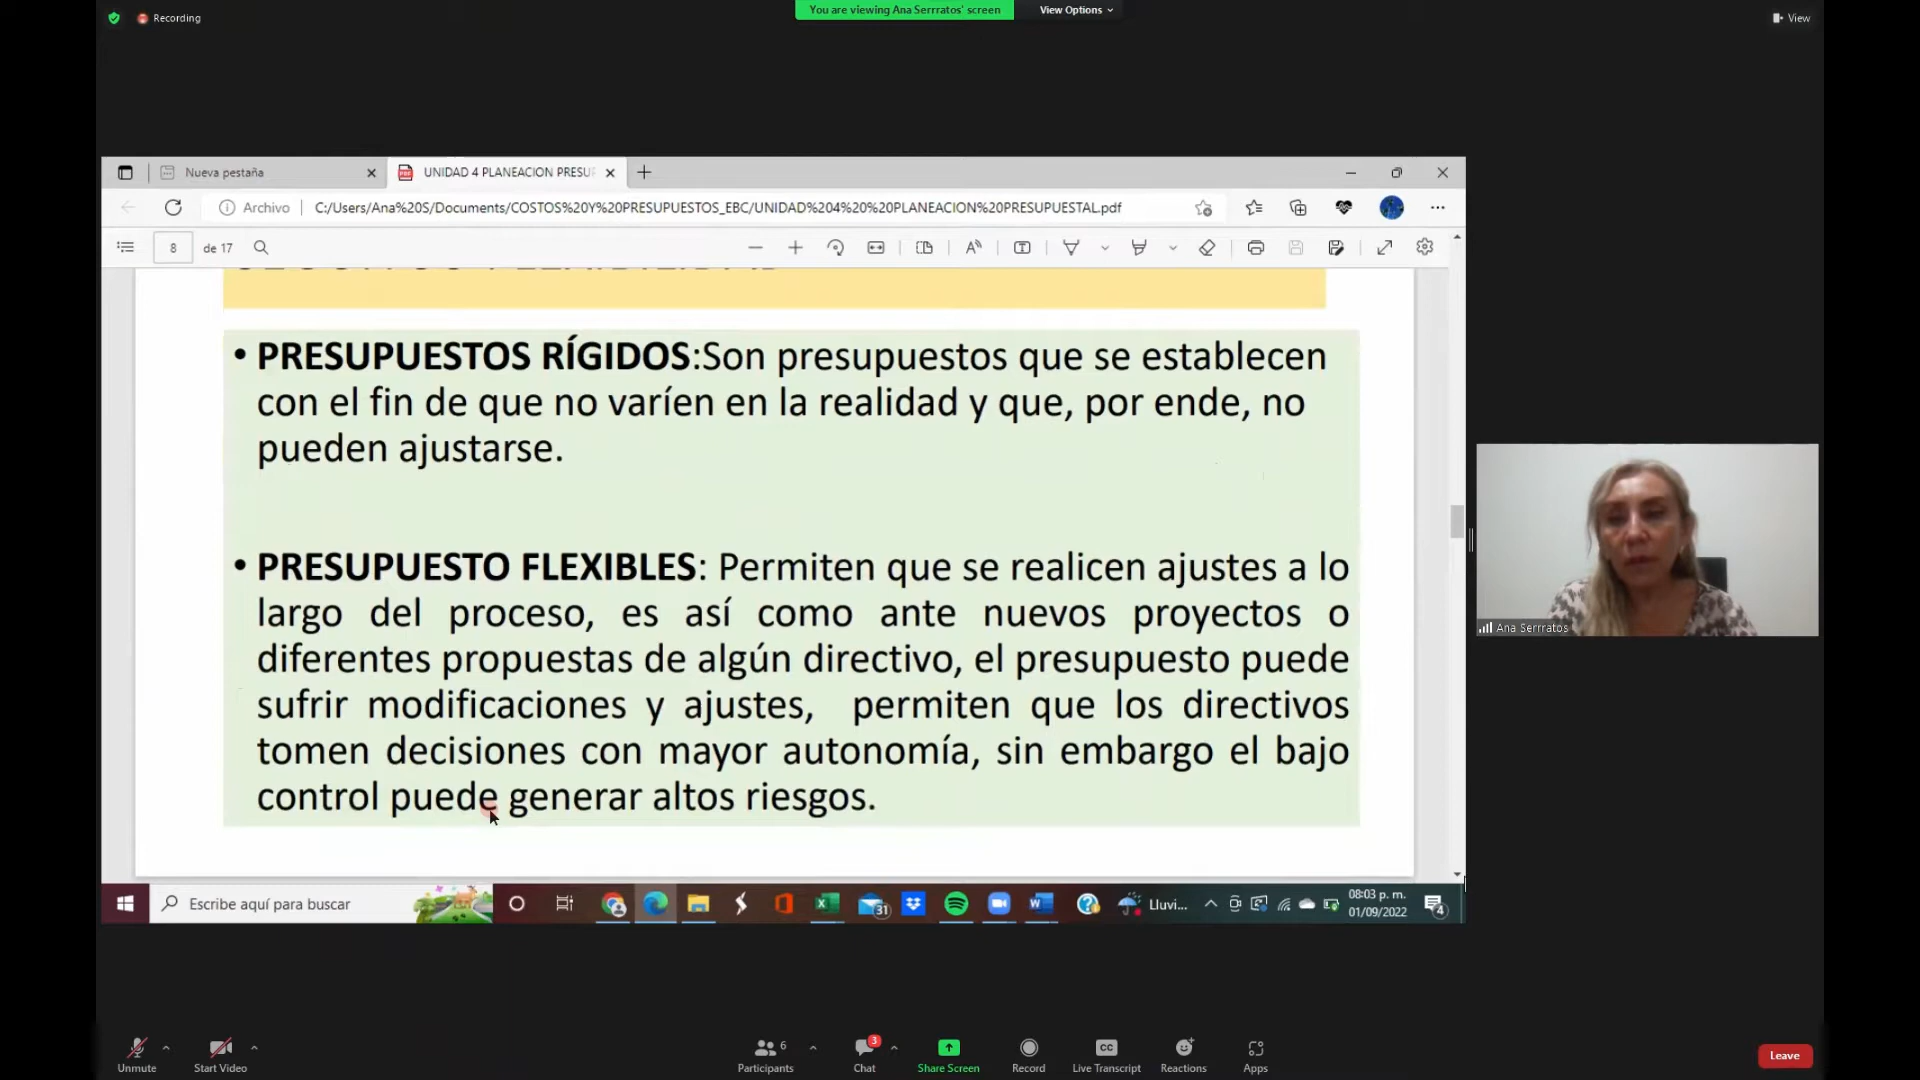 Recording
You are viewing Ana Serrratos' screen
View Options
View
Nueva pestaña
UNIDAD 4 PLANEACION PRESU
Archivo
C:/Users/Ana%20S/Documents/COSTOS%20Y%20PRESUPUESTOS_EBC/UNIDAD%204%20%20PLANEACION%20PRESUPUESTAL.pdf
8 de 17
• PRESUPUESTOS RÍGIDOS:Son presupuestos que se establecen
con el fin de que no varíen en la realidad y que, por ende, no
pueden ajustarse.
• PRESUPUESTO FLEXIBLES: Permiten que se realicen ajustes a lo
largo del proceso, es así como ante nuevos proyectos o
diferentes propuestas de algún directivo, el presupuesto puede
sufrir modificaciones y ajustes, permiten que los directivos
tomen decisiones con mayor autonomía, sin embargo el bajo
control puede generar altos riesgos.
Ana Serrratos
Escribe aquí para buscar
31
Lluvi...
08:03 p. m.
01/09/2022
4
Unmute
Start Video
Participants
6
Chat
3
Share Screen
Record
CC
Live Transcript
Reactions
Apps
Leave